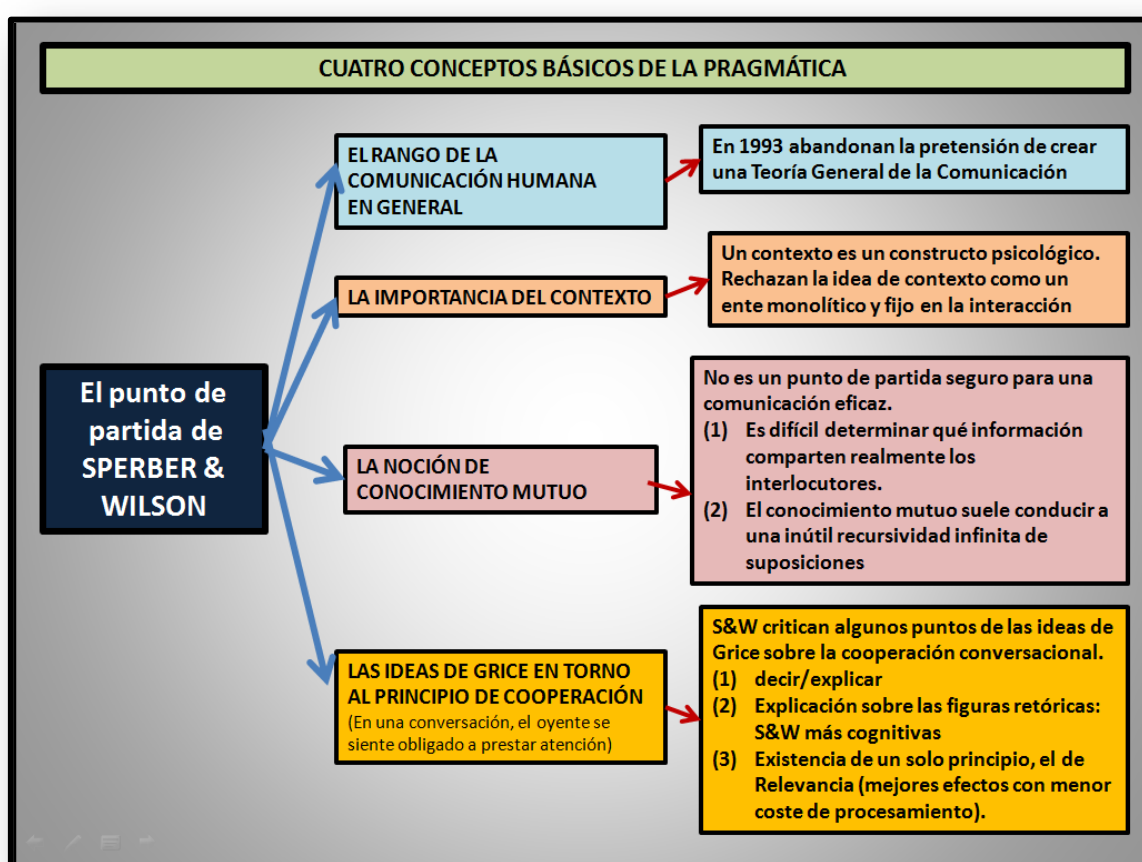 CUATRO CONCEPTOS BÁSICOS DE LA PRAGMÁTICA
El punto de
partida de
SPERBER &
WILSON
EL RANGO DE LA
COMUNICACIÓN HUMANA
EN GENERAL
En 1993 abandonan la pretensión de crear
una Teoría General de la Comunicación
LA IMPORTANCIA DEL CONTEXTO
Un contexto es un constructo psicológico.
Rechazan la idea de contexto como un
ente monolítico y fijo en la interacción
LA NOCIÓN DE
CONOCIMIENTO MUTUO
No es un punto de partida seguro para una
comunicación eficaz.
(1) Es difícil determinar qué información
comparten realmente los
interlocutores.
(2) El conocimiento mutuo suele conducir a
una inútil recursividad infinita de
suposiciones
LAS IDEAS DE GRICE EN TORNO
AL PRINCIPIO DE COOPERACIÓN
(En una conversación, el oyente se
siente obligado a prestar atención)
S&W critican algunos puntos de las ideas de
Grice sobre la cooperación conversacional.
(1) decir/explicar
(2) Explicación sobre las figuras retóricas:
S&W más cognitivas
(3) Existencia de un solo principio, el de
Relevancia (mejores efectos con menor
coste de procesamiento).